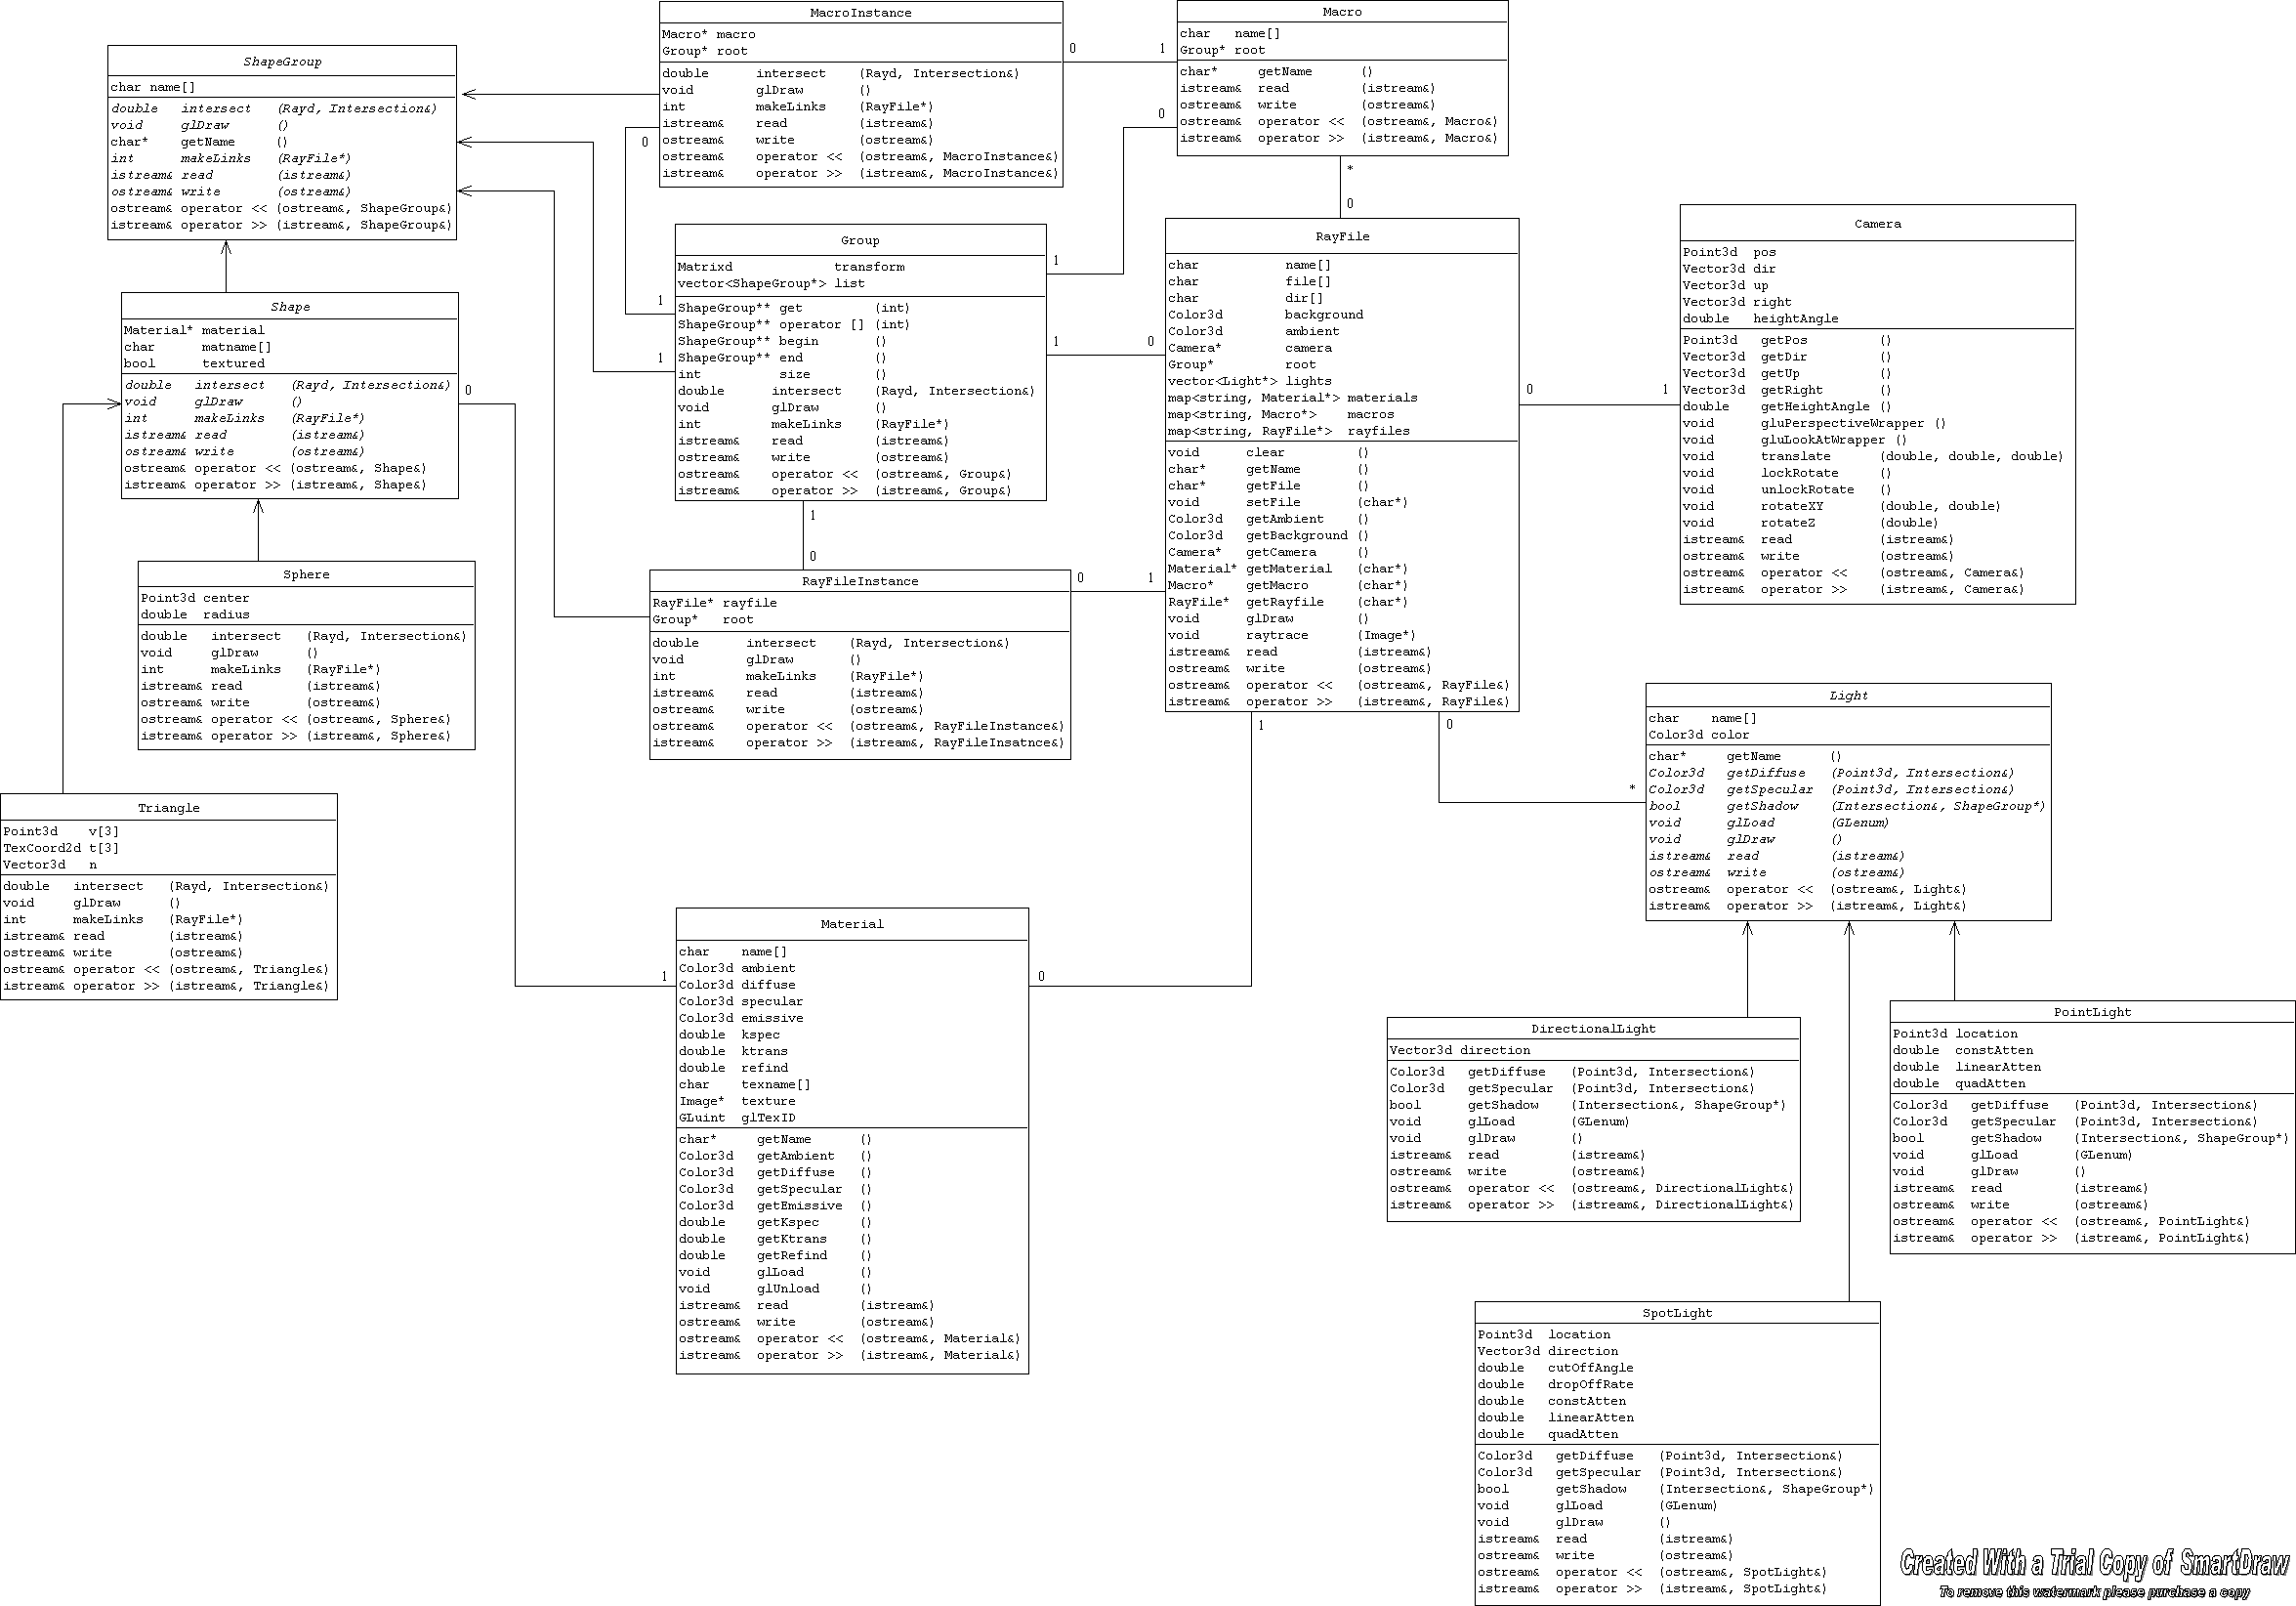 MacroInstance
Macro* macro
Group* root
double intersect (Rayd, Intersection&)
void glDraw ()
int makeLinks (RayFile*)
istream& read (istream&)
ostream& write (ostream&)
ostream& operator << (ostream&, MacroInstance&)
istream& operator >> (istream&, MacroInstance&)
0 1
Macro
char name[]
Group* root
char* getName ()
istream& read (istream&)
ostream& write (ostream&)
ostream& operator << (ostream&, Macro&)
istream& operator >> (istream&, Macro&)
0
*
0
ShapeGroup
char name[]
double intersect (Rayd, Intersection&)
void glDraw ()
char* getName ()
int makeLinks (RayFile*)
istream& read (istream&)
ostream& write (ostream&)
ostream& operator << (ostream&, ShapeGroup&)
istream& operator >> (istream&, ShapeGroup&)
0
1
1
Group
Matrixd transform
vector<ShapeGroup*> list
ShapeGroup** get (int)
ShapeGroup** operator [] (int)
ShapeGroup** begin ()
ShapeGroup** end ()
int size ()
double intersect (Rayd, Intersection&)
void glDraw ()
int makeLinks (RayFile*)
istream& read (istream&)
ostream& write (ostream&)
ostream& operator << (ostream&, Group&)
istream& operator >> (istream&, Group&)
1
1 0
1
0
RayFile
char name[]
char file[]
char dir[]
Color3d background
Color3d ambient
Camera* camera
Group* root
vector<Light*> lights
map<string, Material*> materials
map<string, Macro*> macros
map<string, RayFile*> rayfiles
void clear ()
char* getName ()
char* getFile ()
void setFile (char*)
Color3d getAmbient ()
Color3d getBackground ()
Camera* getCamera ()
Material* getMaterial (char*)
Macro* getMacro (char*)
RayFile* getRayfile (char*)
void glDraw ()
void raytrace (Image*)
istream& read (istream&)
ostream& write (ostream&)
ostream& operator << (ostream&, RayFile&)
istream& operator >> (istream&, RayFile&)
0 1
Camera
Point3d pos
Vector3d dir
Vector3d up
Vector3d right
double heightAngle
Point3d getPos ()
Vector3d getDir ()
Vector3d getUp ()
Vector3d getRight ()
double getHeightAngle ()
void gluPerspectiveWrapper ()
void gluLookAtWrapper ()
void translate (double, double, double)
void lockRotate ()
void unlockRotate ()
void rotateXY (double, double)
void rotateZ (double)
istream& read (istream&)
ostream& write (ostream&)
ostream& operator << (ostream&, Camera&)
istream& operator >> (istream&, Camera&)
Shape
Material* material
char matname[]
bool textured
double intersect (Rayd, Intersection&)
void glDraw ()
int makeLinks (RayFile*)
istream& read (istream&)
ostream& write (ostream&)
ostream& operator << (ostream&, Shape&)
istream& operator >> (istream&, Shape&)
0
Sphere
Point3d center
double radius
double intersect (Rayd, Intersection&)
void glDraw ()
int makeLinks (RayFile*)
istream& read (istream&)
ostream& write (ostream&)
ostream& operator << (ostream&, Sphere&)
istream& operator >> (istream&, Sphere&)
RayFileInstance
RayFile* rayfile
Group* root
double intersect (Rayd, Intersection&)
void glDraw ()
int makeLinks (RayFile*)
istream& read (istream&)
ostream& write (ostream&)
ostream& operator << (ostream&, RayFileInstance&)
istream& operator >> (istream&, RayFileInsatnce&)
0 1
Triangle
Point3d v[3]
TexCoord2d t[3]
Vector3d n
double intersect (Rayd, Intersection&)
void glDraw ()
int makeLinks (RayFile*)
istream& read (istream&)
ostream& write (ostream&)
ostream& operator << (ostream&, Triangle&)
istream& operator >> (istream&, Triangle&)
1
0
*
Light
char name[]
Color3d color
char* getName ()
Color3d getDiffuse (Point3d, Intersection&)
Color3d getSpecular (Point3d, Intersection&)
bool getShadow (Intersection&, ShapeGroup*)
void glLoad (GLenum)
void glDraw ()
istream& read (istream&)
ostream& write (ostream&)
ostream& operator << (ostream&, Light&)
istream& operator >> (istream&, Light&)
1
0
Material
char name[]
Color3d ambient
Color3d diffuse
Color3d specular
Color3d emissive
double kspec
double ktrans
double refind
char texname[]
Image* texture
GLuint glTexID
char* getName ()
Color3d getAmbient ()
Color3d getDiffuse ()
Color3d getSpecular ()
Color3d getEmissive ()
double getKspec ()
double getKtrans ()
double getRefind ()
void glLoad ()
void glUnload ()
istream& read (istream&)
ostream& write (ostream&)
ostream& operator << (ostream&, Material&)
istream& operator >> (istream&, Material&)
DirectionalLight
Vector3d direction
Color3d getDiffuse (Point3d, Intersection&)
Color3d getSpecular (Point3d, Intersection&)
bool getShadow (Intersection&, ShapeGroup*)
void glLoad (GLenum)
void glDraw ()
istream& read (istream&)
ostream& write (ostream&)
ostream& operator << (ostream&, DirectionalLight&)
istream& operator >> (istream&, DirectionalLight&)
PointLight
Point3d location
double constAtten
double linearAtten
double quadAtten
Color3d getDiffuse (Point3d, Intersection&)
Color3d getSpecular (Point3d, Intersection&)
bool getShadow (Intersection&, ShapeGroup*)
void glLoad (GLenum)
void glDraw ()
istream& read (istream&)
ostream& write (ostream&)
ostream& operator << (ostream&, PointLight&)
istream& operator >> (istream&, PointLight&)
SpotLight
Point3d location
Vector3d direction
double cutOffAngle
double dropOffRate
double constAtten
double linearAtten
double quadAtten
Color3d getDiffuse (Point3d, Intersection&)
Color3d getSpecular (Point3d, Intersection&)
bool getShadow (Intersection&, ShapeGroup*)
void glLoad (GLenum)
void glDraw ()
istream& read (istream&)
ostream& write (ostream&)
ostream& operator << (ostream&, SpotLight&)
istream& operator >> (istream&, SpotLight&)
Created With a Trial Copy of SmartDraw
To remove this watermark please purchase a copy